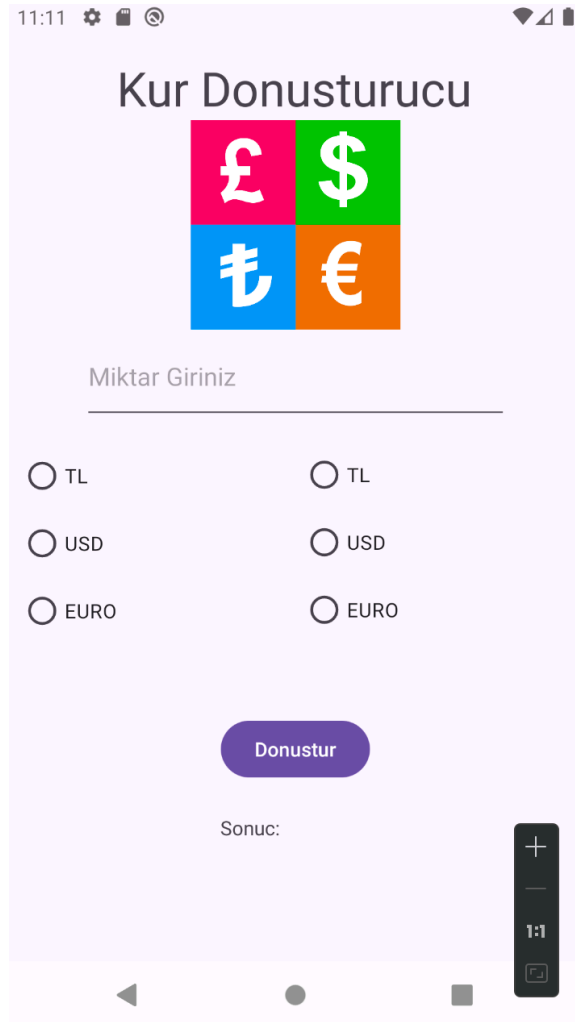 11:11
Kur Donusturucu
£ $
₺ €
Miktar Giriniz
TL TL
USD USD
EURO EURO
Donustur
Sonuc:
1:1